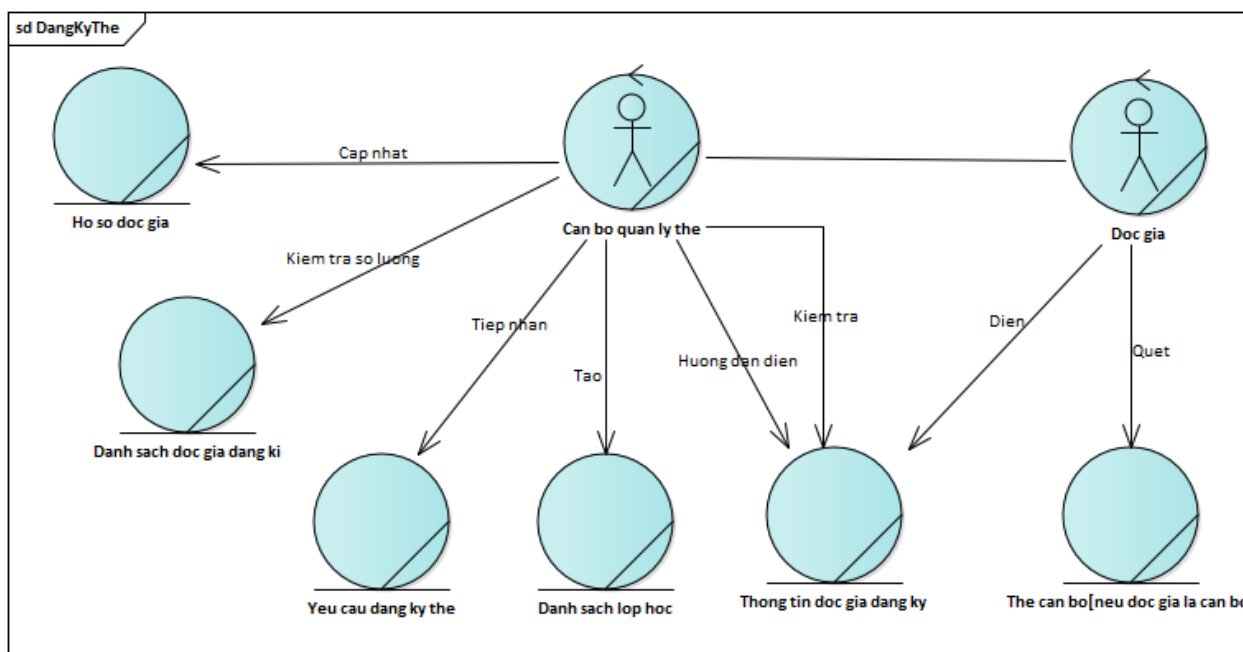 sd DangKyThe
Cap nhat
Ho so doc gia
Can bo quan ly the
Doc gia
Kiem tra so luong
Tiep nhan
Tao
Huong dan dien
Kiem tra
Dien
Quet
Danh sach doc gia dang ki
Yeu cau dang ky the
Danh sach lop hoc
Thong tin doc gia dang ky
The can bo[neu doc gia la can bo